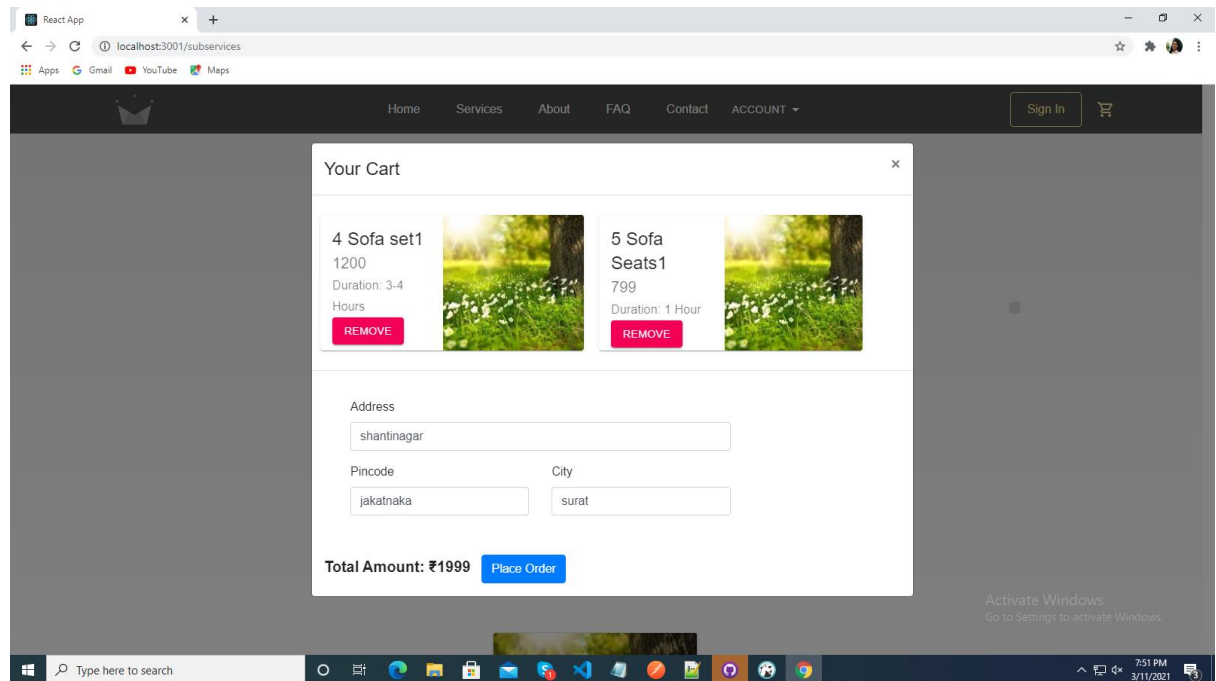 React App
localhost:3001/subservices
Apps Gmail YouTube Maps
Home Services About FAQ Contact ACCOUNT Sign In
Your Cart
4 Sofa set1
1200
Duration: 3-4
Hours
REMOVE
5 Sofa
Seats1
799
Duration: 1 Hour
REMOVE
Address
shantinagar
Pincode City
jakatnaka surat
Total Amount: ₹1999 Place Order
Activate Windows
Go to Settings to activate Windows.
Type here to search
7:51 PM
3/11/2021